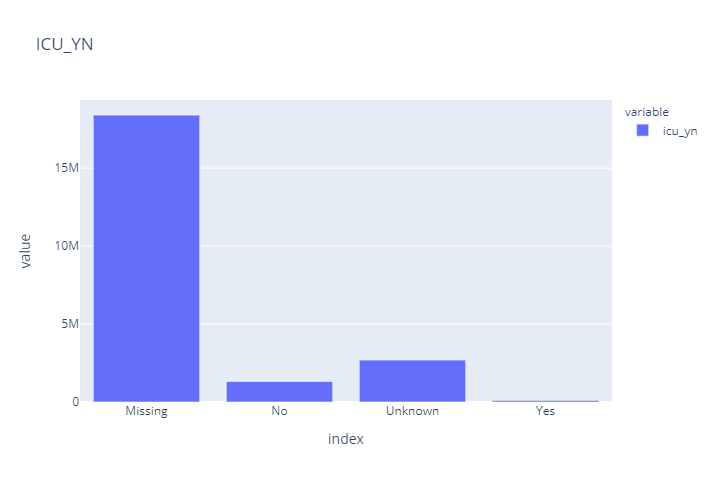 ICU_YN
variable
icu_yn
15M
10M
5M
0
value
Missing
No
Unknown
Yes
index